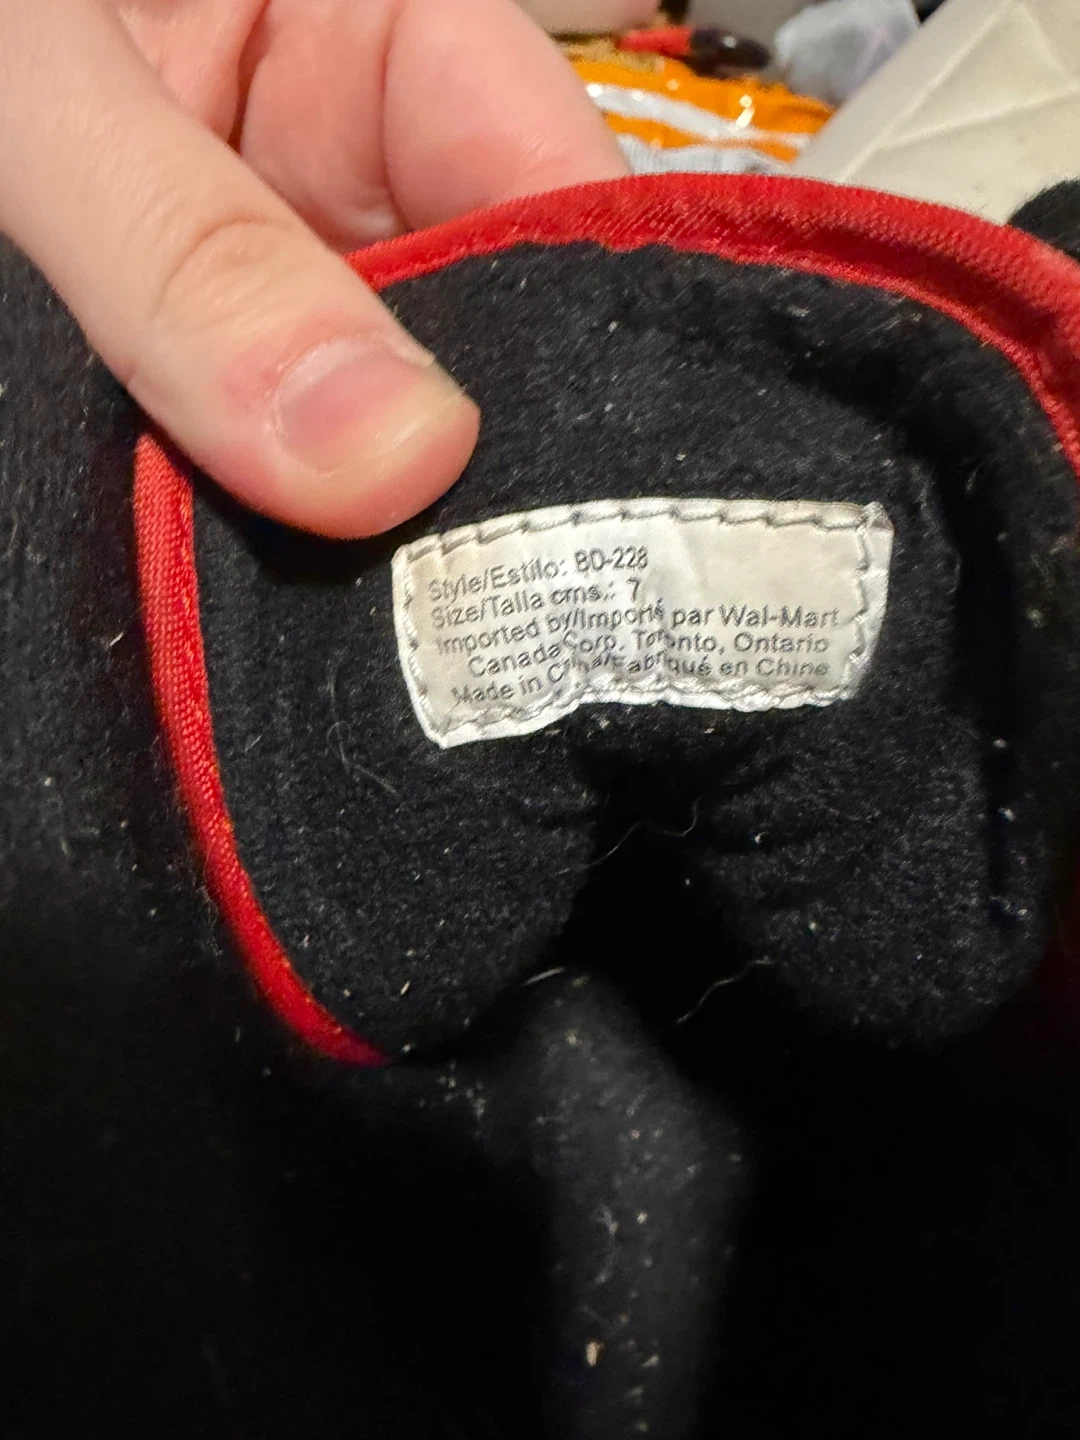 Style/Estilo: BD-228
Size/Talla cms.: 7
Imported by/Importé par Wal-Mart
Canada Corp. Toronto, Ontario
Made in China/Fabriqué en Chine